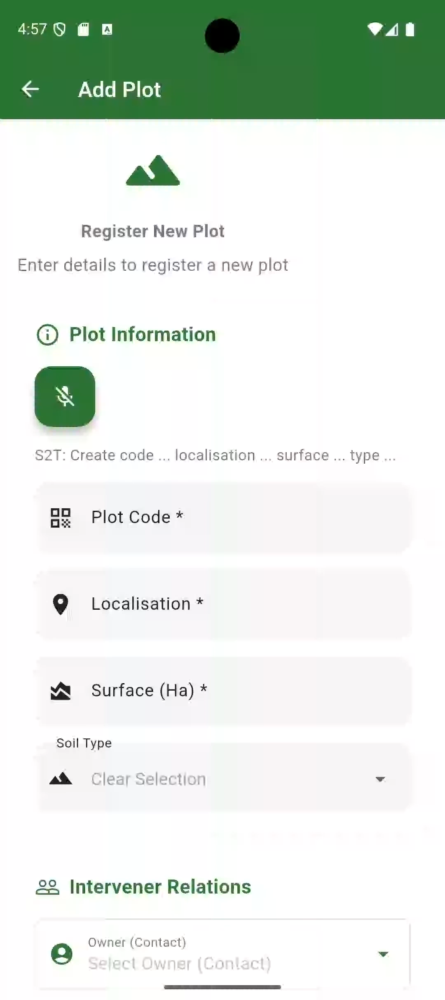 4:57
Add Plot
Register New Plot
Enter details to register a new plot
Plot Information
S2T: Create code ... localisation ... surface ... type ...
Plot Code *
Localisation *
Surface (Ha) *
Soil Type
Clear Selection
Intervener Relations
Owner (Contact)
Select Owner (Contact)